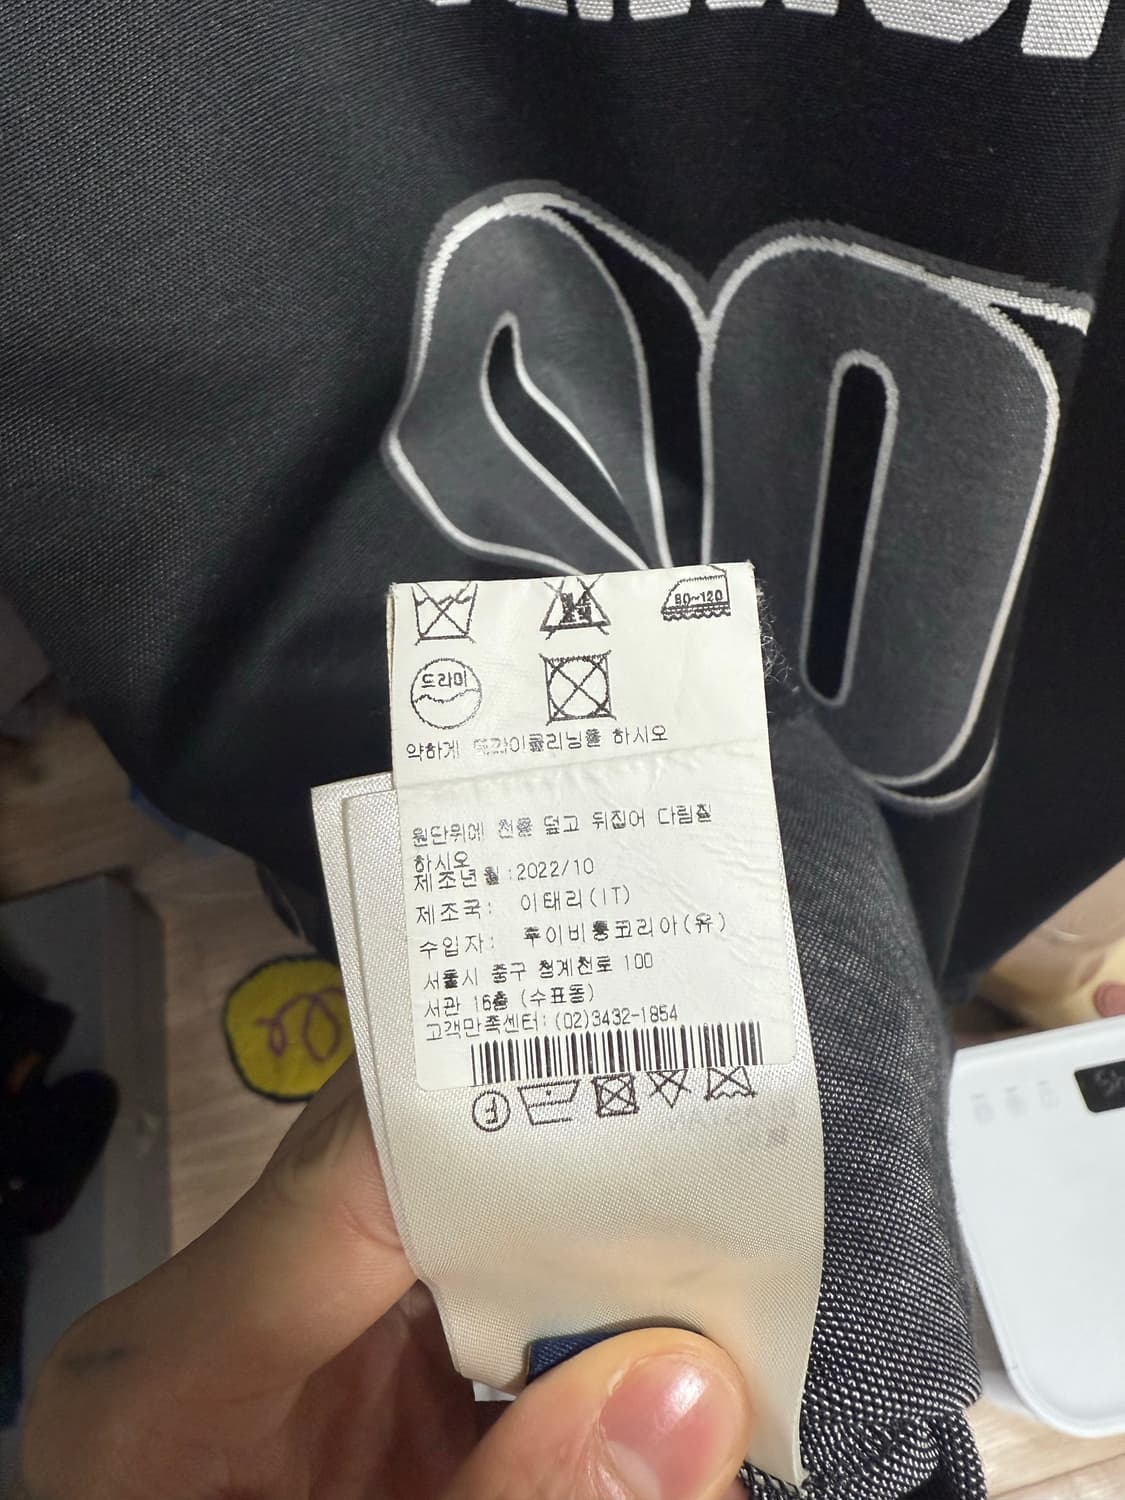 80~120
드라이
약하게 드라이클리닝을 하시오
원단위에 천을 덮고 뒤집어 다림질
하시오
제조년월:2022/10
제조국: 이태리(IT)
수입자: 루이비통코리아(유)
서울시 중구 청계천로 100
서관 16층 (수표동)
고객만족센터: (02)3432-1854
F